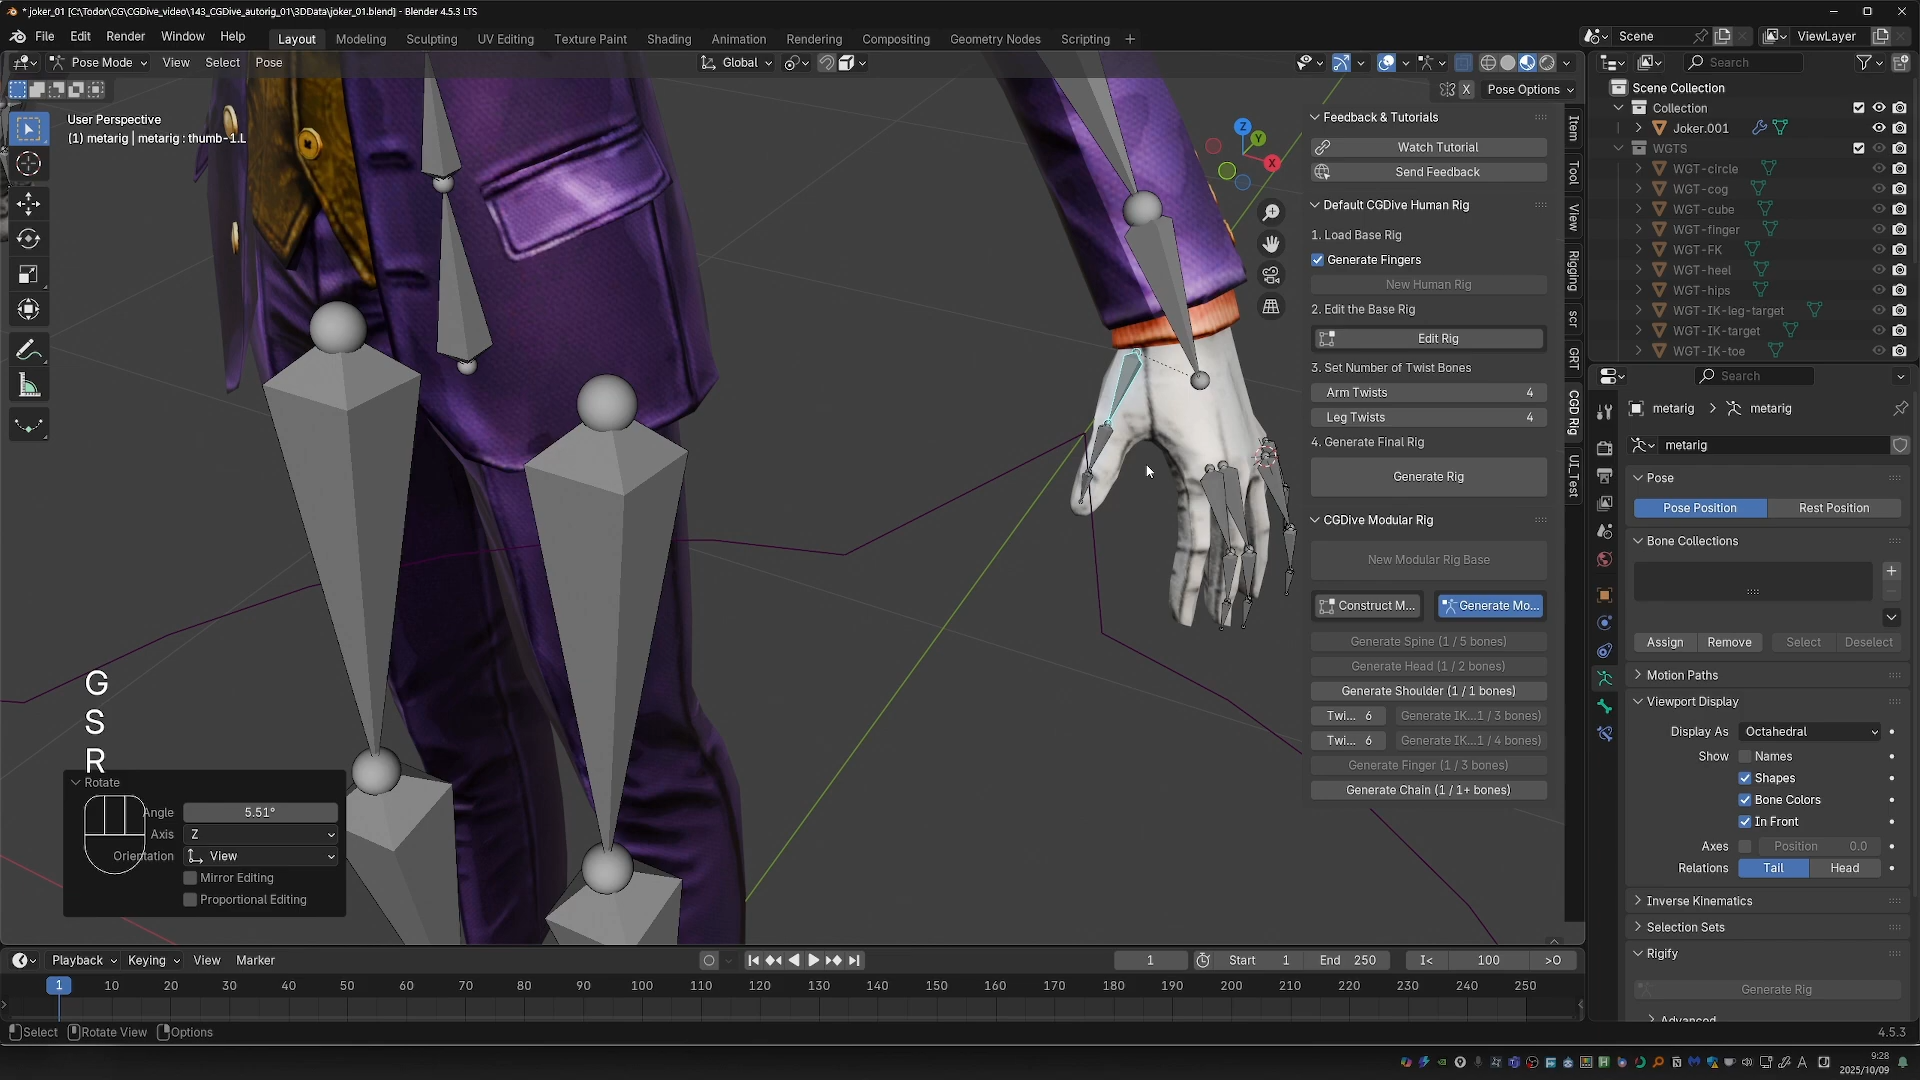 * joker_01 [C:\Todor\CG\CGDive_video\143_CGDive_autorig_01\3DData\joker_01.blend] - Blender 4.5.3 LTS
File Edit Render Window Help
Layout Modeling Sculpting UV Editing Texture Paint Shading Animation Rendering Compositing Geometry Nodes Scripting +
Scene
ViewLayer
Pose Mode View Select Pose
Global
X Pose Options
User Perspective
(1) metarig | metarig : thumb-1.L
Z
Y
X
G
S
R
Rotate
Angle 5.51°
Axis Z
Orientation View
Mirror Editing
Proportional Editing
Feedback & Tutorials
Watch Tutorial
Send Feedback
Default CGDive Human Rig
1. Load Base Rig
Generate Fingers
New Human Rig
2. Edit the Base Rig
Edit Rig
3. Set Number of Twist Bones
Arm Twists 4
Leg Twists 4
4. Generate Final Rig
Generate Rig
CGDive Modular Rig
New Modular Rig Base
Construct M... Generate Mo...
Generate Spine (1 / 5 bones)
Generate Head (1 / 2 bones)
Generate Shoulder (1 / 1 bones)
Twi... 6 Generate IK...1 / 3 bones)
Twi... 6 Generate IK...1 / 4 bones)
Generate Finger (1 / 3 bones)
Generate Chain (1 / 1+ bones)
Item
Tool
View
Rigging
scr
GRT
CGD Rig
UI_Test
Search
Scene Collection
Collection
Joker.001
WGTS
WGT-circle
WGT-cog
WGT-cube
WGT-finger
WGT-FK
WGT-heel
WGT-hips
WGT-IK-leg-target
WGT-IK-target
WGT-IK-toe
Search
metarig > metarig
metarig
Pose
Pose Position Rest Position
Bone Collections
Assign Remove Select Deselect
Motion Paths
Viewport Display
Display As Octahedral
Show Names
Shapes
Bone Colors
In Front
Axes Position 0.0
Relations Tail Head
Inverse Kinematics
Selection Sets
Rigify
Generate Rig
Advanced
Playback Keying View Marker
1 Start 1 End 250 I< 100 >O
1 10 20 30 40 50 60 70 80 90 100 110 120 130 140 150 160 170 180 190 200 210 220 230 240 250
Select Rotate View Options
4.5.3
9:28
2025/10/09